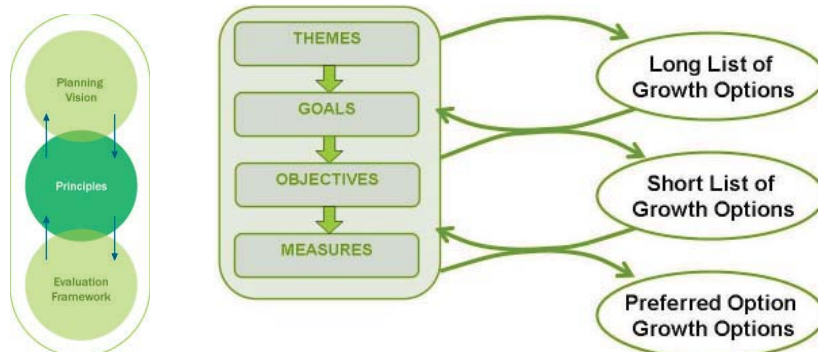 Planning
Vision
Principles
Evaluation
Framework
THEMES
GOALS
OBJECTIVES
MEASURES
Long List of
Growth Options
Short List of
Growth Options
Preferred Option
Growth Options